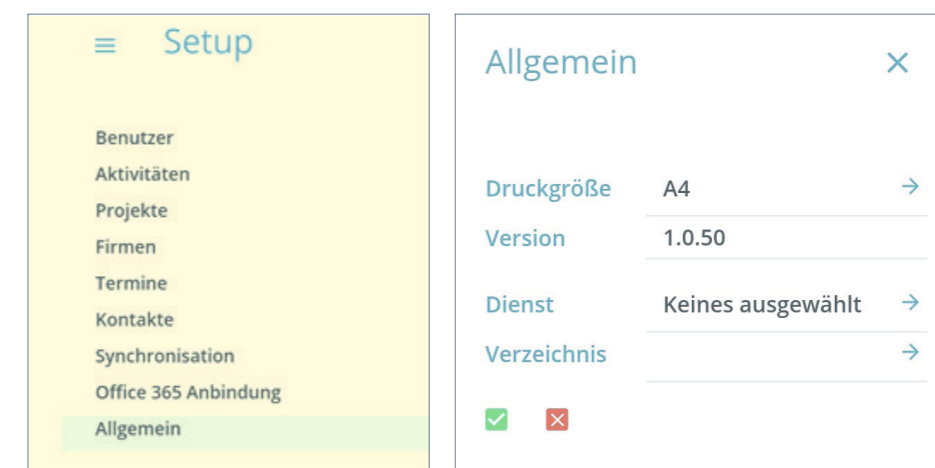 Setup
Benutzer
Aktivitäten
Projekte
Firmen
Termine
Kontakte
Synchronisation
Office 365 Anbindung
Allgemein
Allgemein
Druckgröße A4
Version 1.0.50
Dienst Keines ausgewählt
Verzeichnis